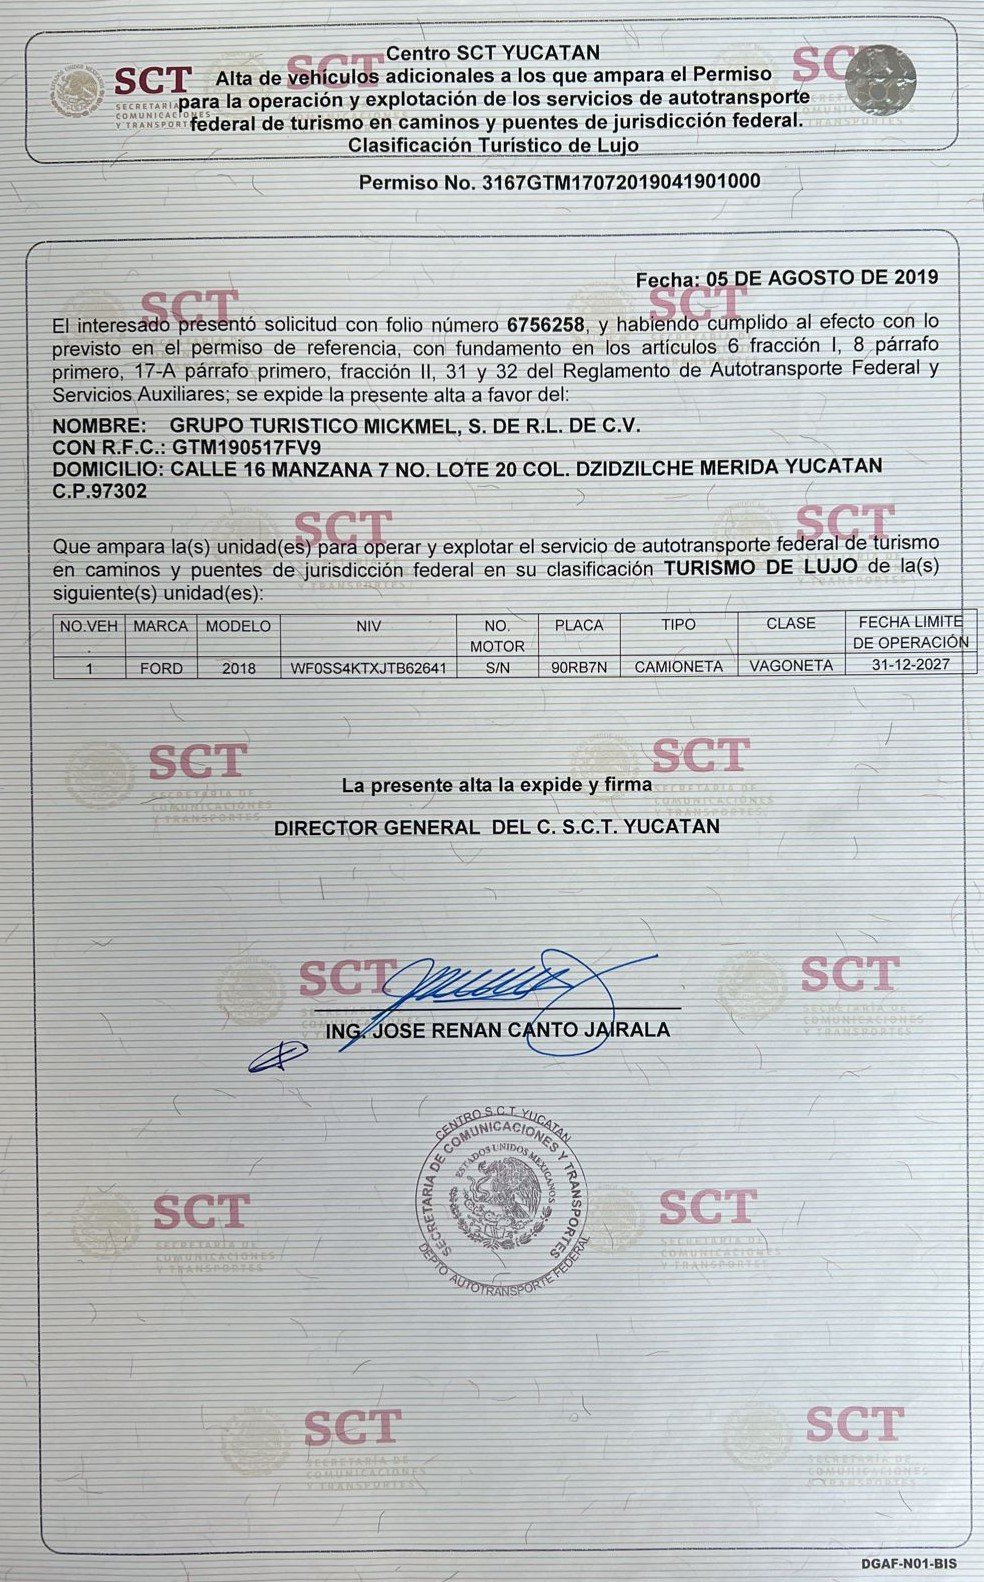 Centro SCT YUCATAN
SCT
SECRETARÍA
COMUNICACIONES
Y TRANSPORTES
Alta de vehículos adicionales a los que ampara el Permiso
para la operación y explotación de los servicios de autotransporte
federal de turismo en caminos y puentes de jurisdicción federal.
Clasificación Turístico de Lujo
Permiso No. 3167GTM17072019041901000
Fecha: 05 DE AGOSTO DE 2019
El interesado presentó solicitud con folio número 6756258, y habiendo cumplido al efecto con lo
previsto en el permiso de referencia, con fundamento en los artículos 6 fracción I, 8 párrafo
primero, 17-A párrafo primero, fracción II, 31 y 32 del Reglamento de Autotransporte Federal y
Servicios Auxiliares; se expide la presente alta a favor del:
NOMBRE: GRUPO TURISTICO MICKMEL, S. DE R.L. DE C.V.
CON R.F.C.: GTM190517FV9
DOMICILIO: CALLE 16 MANZANA 7 NO. LOTE 20 COL. DZIDZILCHE MERIDA YUCATAN
C.P.97302
Que ampara la(s) unidad(es) para operar y explotar el servicio de autotransporte federal de turismo
en caminos y puentes de jurisdicción federal en su clasificación TURISMO DE LUJO de la(s)
siguiente(s) unidad(es):
NO.VEH. MARCA MODELO NIV NO. MOTOR PLACA TIPO CLASE FECHA LIMITE DE OPERACIÓN
1 FORD 2018 WF0SS4KTXJTB62641 S/N 90RB7N CAMIONETA VAGONETA 31-12-2027
La presente alta la expide y firma
DIRECTOR GENERAL DEL C. S.C.T. YUCATAN
ING. JOSE RENAN CANTO JAIRALA
CENTRO S.C.T. YUCATAN
SECRETARIA DE COMUNICACIONES Y TRANSPORTES
ESTADOS UNIDOS MEXICANOS
DEPTO AUTOTRANSPORTE FEDERAL
DGAF-N01-BIS